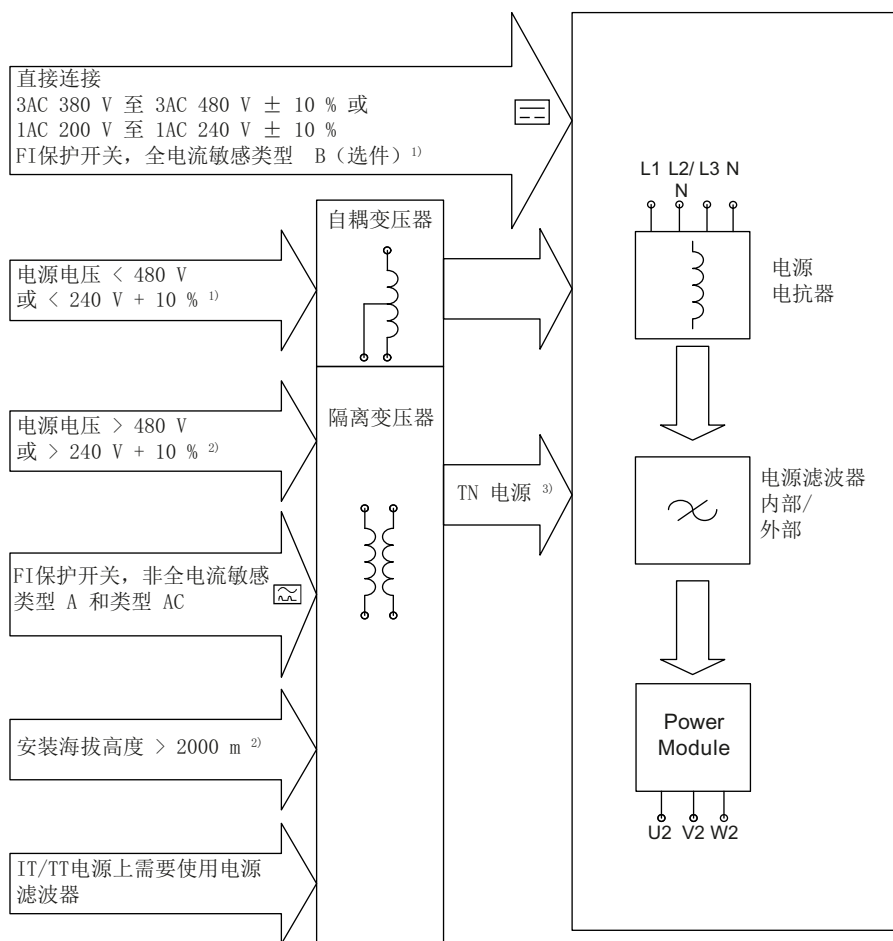 直接连接
3AC 380 V 至 3AC 480 V ± 10 % 或
1AC 200 V 至 1AC 240 V ± 10 %
FI保护开关，全电流敏感类型 B（选件）1)
自耦变压器
电源电压 < 480 V
或 < 240 V + 10 % 1)
L1 L2/ L3 N
N
电源
电抗器
隔离变压器
电源电压 > 480 V
或 > 240 V + 10 % 2)
TN 电源 3)
电源滤波器
内部/
外部
FI保护开关，非全电流敏感
类型 A 和类型 AC
Power
Module
安装海拔高度 > 2000 m 2)
U2 V2 W2
IT/TT电源上需要使用电源
滤波器